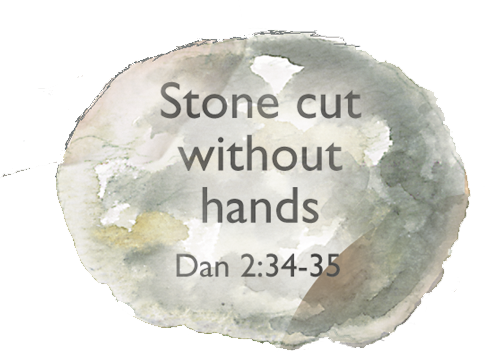 Stone cut
without
hands
Dan 2:34-35